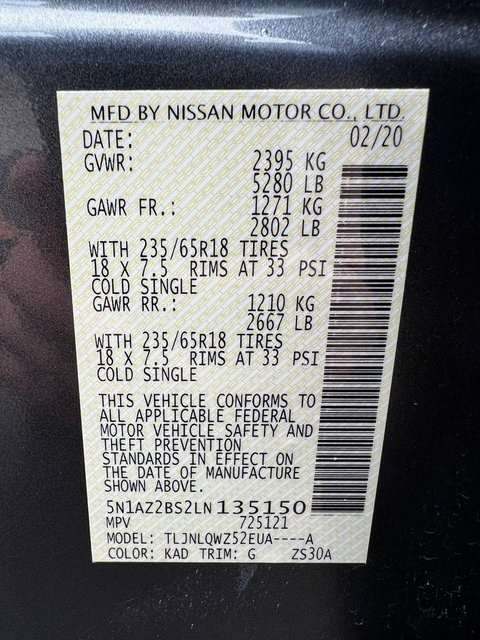 MFD BY NISSAN MOTOR CO., LTD.
DATE: 02/20
GVWR: 2395 KG
5280 LB
GAWR FR.: 1271 KG
2802 LB
WITH 235/65R18 TIRES
18 X 7.5 RIMS AT 33 PSI
COLD SINGLE
GAWR RR.: 1210 KG
2667 LB
WITH 235/65R18 TIRES
18 X 7.5 RIMS AT 33 PSI
COLD SINGLE
THIS VEHICLE CONFORMS TO
ALL APPLICABLE FEDERAL
MOTOR VEHICLE SAFETY AND
THEFT PREVENTION
STANDARDS IN EFFECT ON
THE DATE OF MANUFACTURE
SHOWN ABOVE.
5N1AZ2BS2LN135150
MPV 725121
MODEL: TLJNLQWZ52EUA----A
COLOR: KAD TRIM: G ZS30A